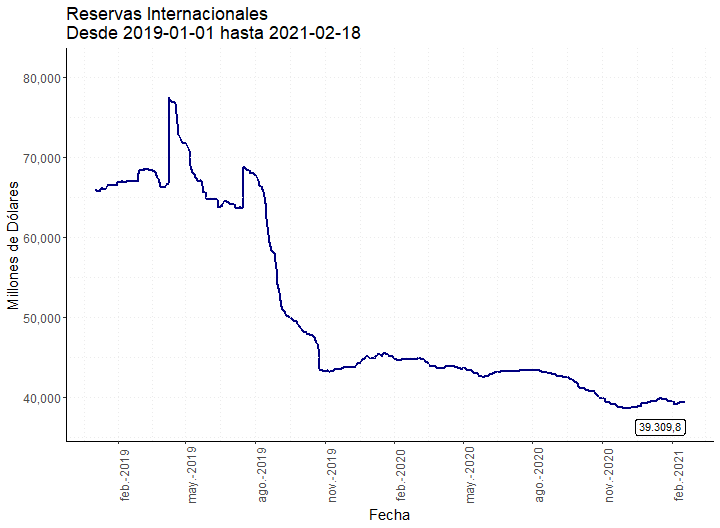 Reservas Internacionales
Desde 2019-01-01 hasta 2021-02-18
Millones de Dólares
80,000
70,000
60,000
50,000
40,000
39.309,8
feb.-2019
may.-2019
ago.-2019
nov.-2019
feb.-2020
may.-2020
ago.-2020
nov.-2020
feb.-2021
Fecha